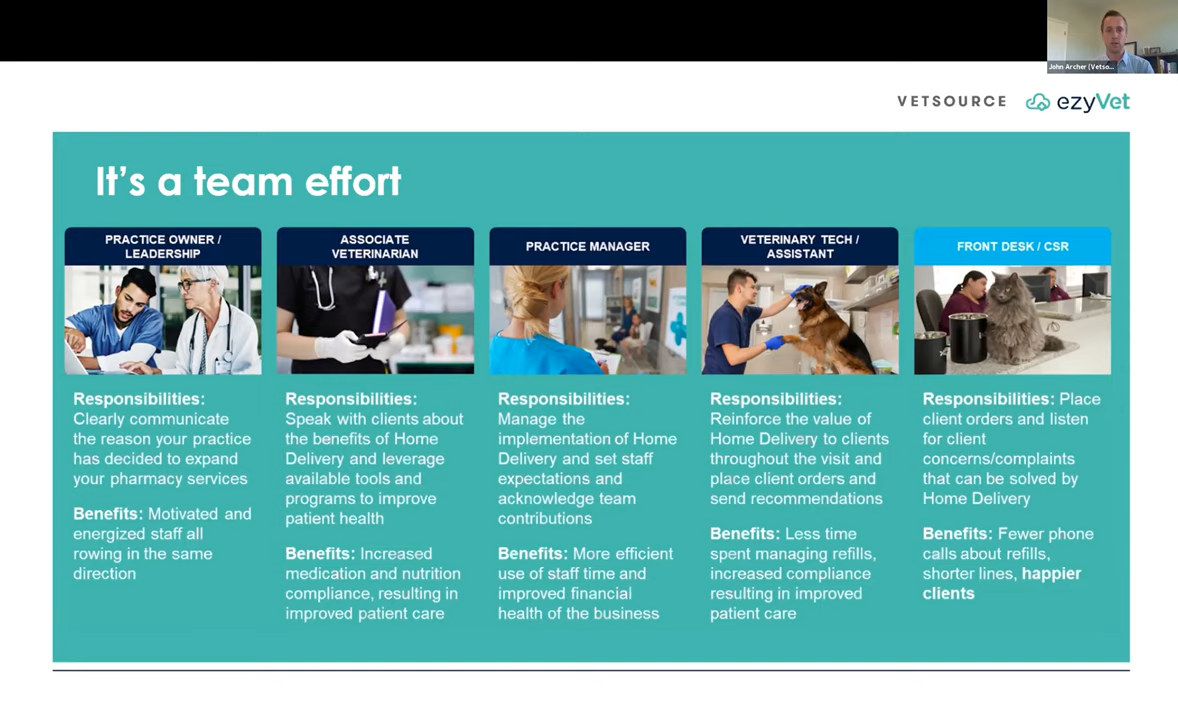 John Archer (Vetso...
VETSOURCE
ezyVet
It's a team effort
PRACTICE OWNER /
LEADERSHIP
Responsibilities:
Clearly communicate
the reason your practice
has decided to expand
your pharmacy services
Benefits: Motivated and
energized staff all
rowing in the same
direction
ASSOCIATE
VETERINARIAN
Responsibilities:
Speak with clients about
the benefits of Home
Delivery and leverage
available tools and
programs to improve
patient health
Benefits: Increased
medication and nutrition
compliance, resulting in
improved patient care
PRACTICE MANAGER
Responsibilities:
Manage the
implementation of Home
Delivery and set staff
expectations and
acknowledge team
contributions
Benefits: More efficient
use of staff time and
improved financial
health of the business
VETERINARY TECH /
ASSISTANT
Responsibilities:
Reinforce the value of
Home Delivery to clients
throughout the visit and
place client orders and
send recommendations
Benefits: Less time
spent managing refills,
increased compliance
resulting in improved
patient care
FRONT DESK / CSR
Responsibilities: Place
client orders and listen
for client
concerns/complaints
that can be solved by
Home Delivery
Benefits: Fewer phone
calls about refills,
shorter lines, happier
clients